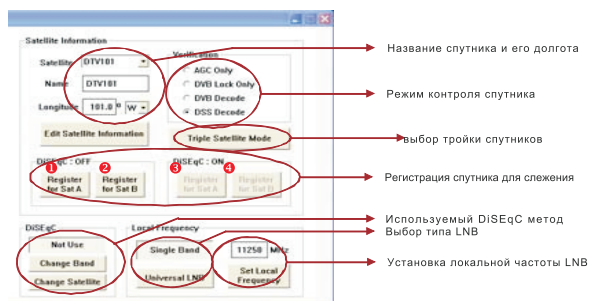 Satellite Information
Satellite DTV101
Name DTV101
Longitude 101.0 º W
Edit Satellite Information
Verification
AGC Only
DVB Lock Only
DVB Decode
DSS Decode
Triple Satellite Mode
DiSEqC : OFF
1 Register for Sat A
2 Register for Sat B
DiSEqC : ON
3 Register for Sat A
4 Register for Sat B
DiSEqC
Not Use
Change Band
Change Satellite
Local Frequency
Single Band
Universal LNB
11250 MHz
Set Local Frequency
Название спутника и его долгота
Режим контроля спутника
выбор тройки спутников
Регистрация спутника для слежения
Используемый DiSEqC метод
Выбор типа LNB
Установка локальной частоты LNB